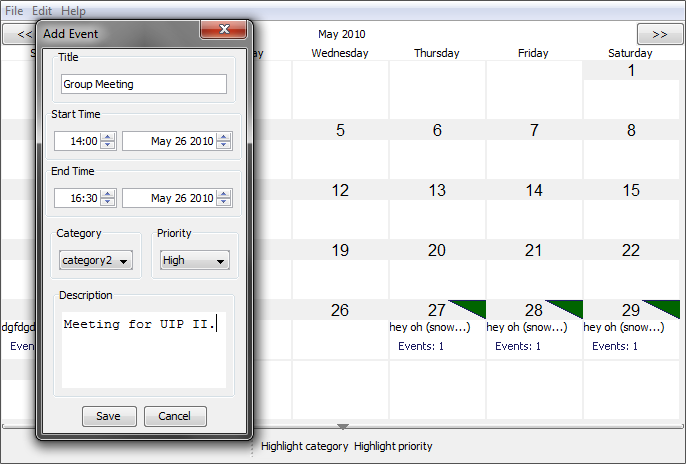 File Edit Help
<< May 2010 >>
Add Event
Wednesday Thursday Friday Saturday
Title
Group Meeting
Start Time
14:00 May 26 2010
End Time
16:30 May 26 2010
Category Priority
category2 High
Description
Meeting for UIP II.
Save Cancel
1
5 6 7 8
12 13 14 15
19 20 21 22
26 27 28 29
dgfdgd hey oh (snow...) hey oh (snow...) hey oh (snow...)
Even Events: 1 Events: 1 Events: 1
Highlight category Highlight priority